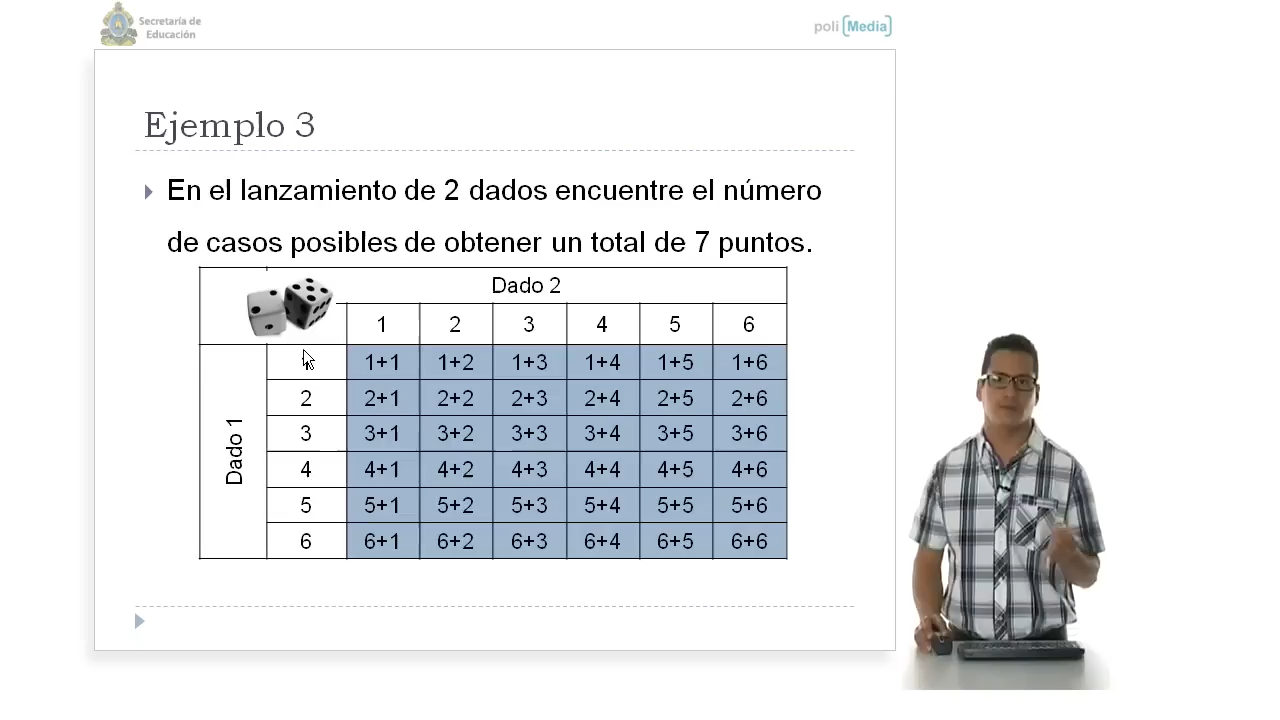 Secretaría de
Educación
poli [Media]
Ejemplo 3
En el lanzamiento de 2 dados encuentre el número
de casos posibles de obtener un total de 7 puntos.
Dado 2
1 2 3 4 5 6
Dado 1
1+1 1+2 1+3 1+4 1+5 1+6
2 2+1 2+2 2+3 2+4 2+5 2+6
3 3+1 3+2 3+3 3+4 3+5 3+6
4 4+1 4+2 4+3 4+4 4+5 4+6
5 5+1 5+2 5+3 5+4 5+5 5+6
6 6+1 6+2 6+3 6+4 6+5 6+6